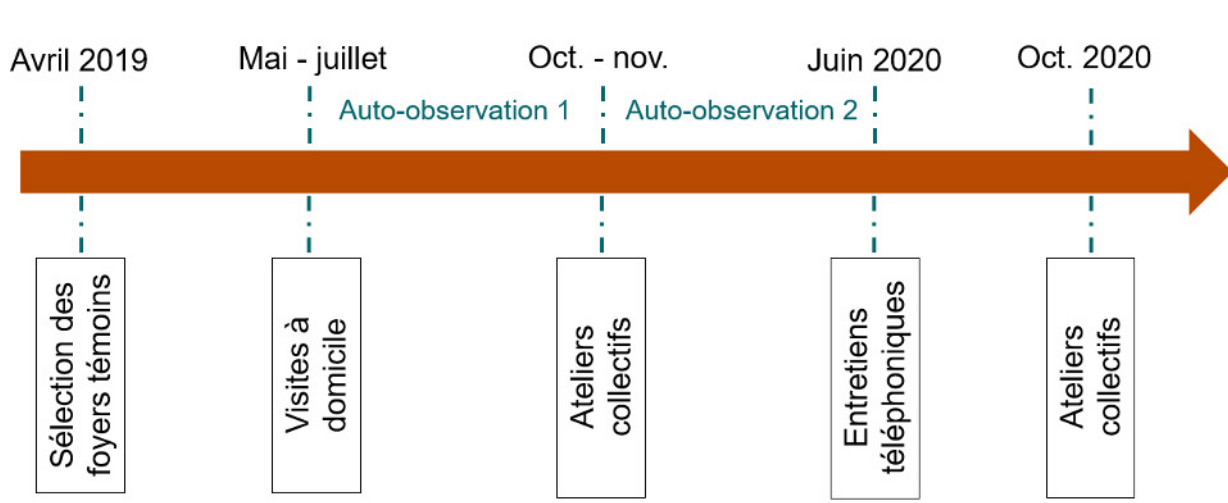 Avril 2019
Mai - juillet
Oct. - nov.
Juin 2020
Oct. 2020
Auto-observation 1
Auto-observation 2
Sélection des
foyers témoins
Visites à
domicile
Ateliers
collectifs
Entretiens
téléphoniques
Ateliers
collectifs